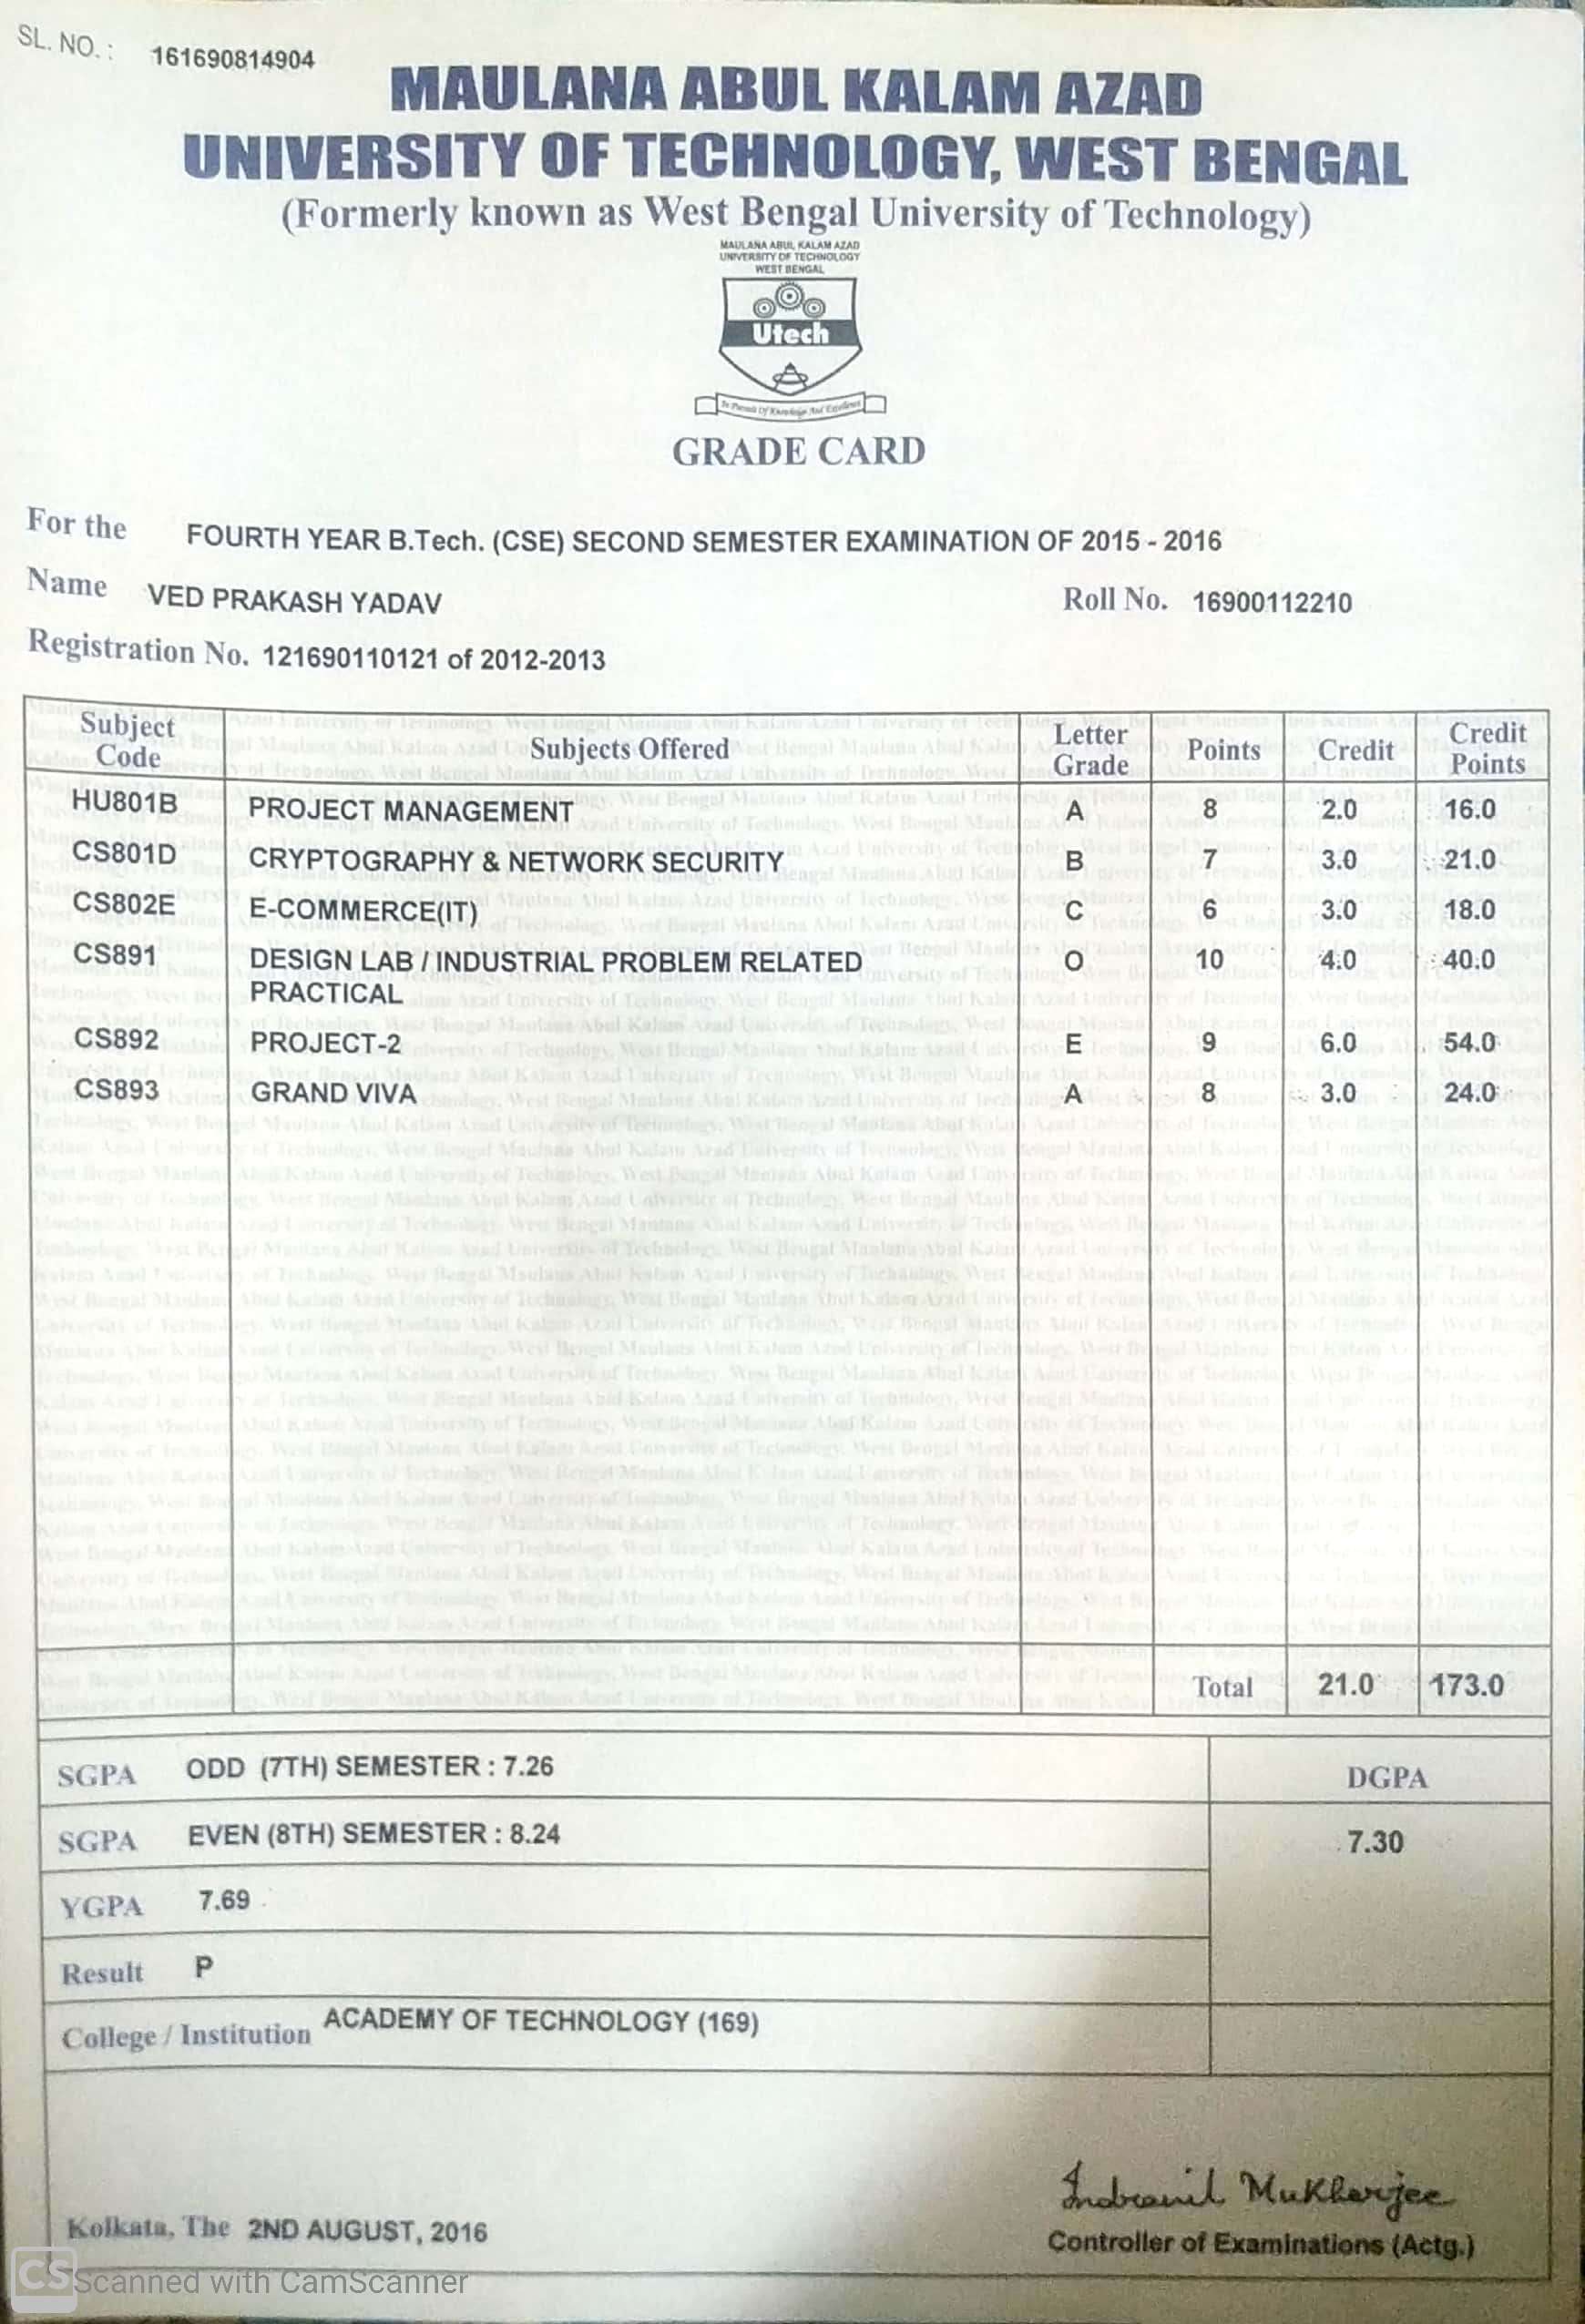 SL. NO. : 161690814904
MAULANA ABUL KALAM AZAD
UNIVERSITY OF TECHNOLOGY, WEST BENGAL
(Formerly known as West Bengal University of Technology)
MAULANA ABUL KALAM AZAD
UNIVERSITY OF TECHNOLOGY
WEST BENGAL
Utech
In Pursuit Of Knowledge And Excellence
GRADE CARD
For the FOURTH YEAR B.Tech. (CSE) SECOND SEMESTER EXAMINATION OF 2015 - 2016
Name VED PRAKASH YADAV Roll No. 16900112210
Registration No. 121690110121 of 2012-2013
Subject Code Subjects Offered Letter Grade Points Credit Credit Points
HU801B PROJECT MANAGEMENT A 8 2.0 16.0
CS801D CRYPTOGRAPHY & NETWORK SECURITY B 7 3.0 21.0
CS802E E-COMMERCE(IT) C 6 3.0 18.0
CS891 DESIGN LAB / INDUSTRIAL PROBLEM RELATED O 10 4.0 40.0
PRACTICAL
CS892 PROJECT-2 E 9 6.0 54.0
CS893 GRAND VIVA A 8 3.0 24.0
Total 21.0 173.0
SGPA ODD (7TH) SEMESTER : 7.26 DGPA
SGPA EVEN (8TH) SEMESTER : 8.24 7.30
YGPA 7.69
Result P
College / Institution ACADEMY OF TECHNOLOGY (169)
Indranil Mukherjee
Kolkata, The 2ND AUGUST, 2016 Controller of Examinations (Actg.)
CS Scanned with CamScanner